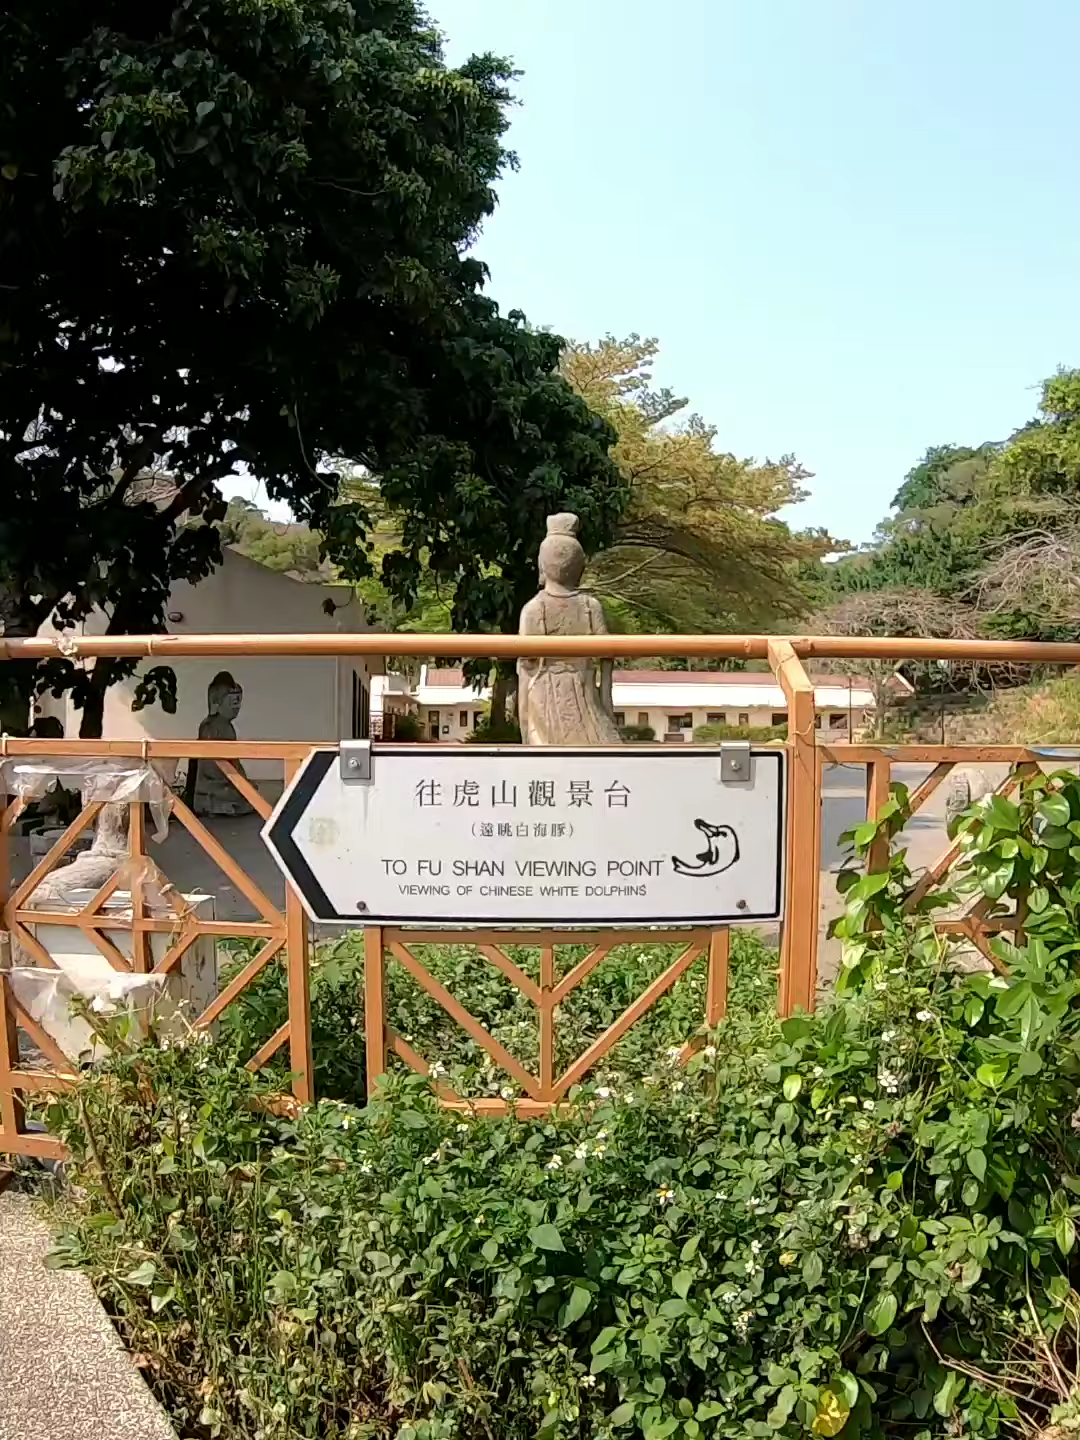 往虎山觀景台
(遠眺白海豚)
TO FU SHAN VIEWING POINT
VIEWING OF CHINESE WHITE DOLPHINS